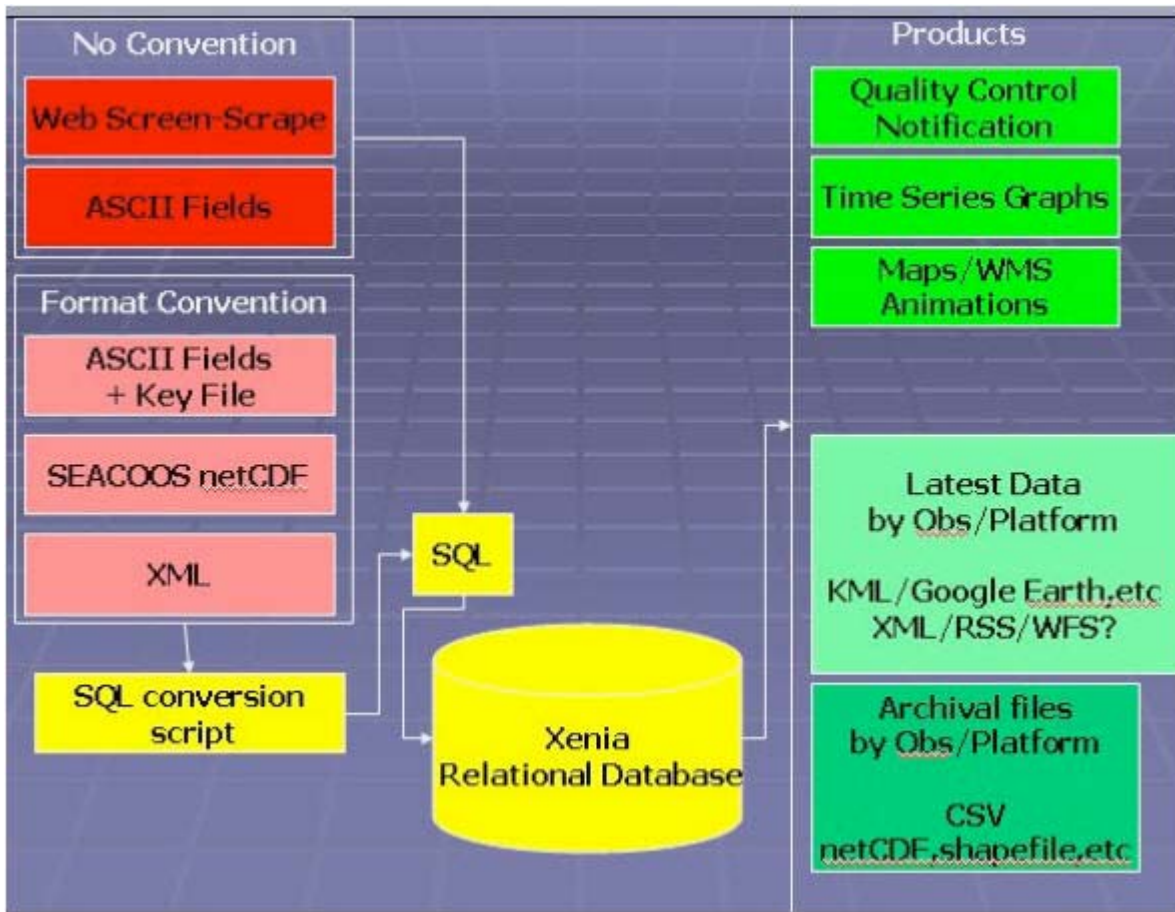 No Convention
Web Screen-Scrape
ASCII Fields
Format Convention
ASCII Fields
+ Key File
SEACOOS netCDF
XML
SQL conversion
script
SQL
Xenia
Relational Database
Products
Quality Control
Notification
Time Series Graphs
Maps/WMS
Animations
Latest Data
by Obs/Platform
KML/Google Earth,etc
XML/RSS/WFS?
Archival files
by Obs/Platform
CSV
netCDF,shapefile,etc